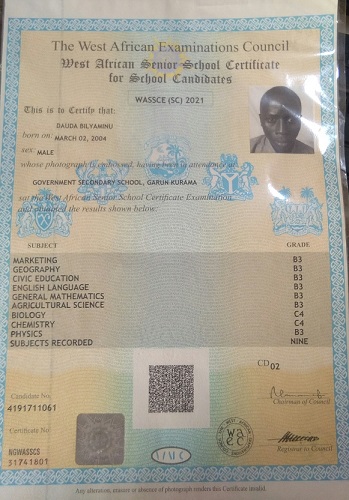 The West African Examinations Council
West African Senior School Certificate
for School Candidates
WASSCE (SC) 2021
This is to Certify that:
DAUDA BILYAMINU
born on: MARCH 02, 2004
sex: MALE
whose photograph is embossed, having been in attendance at:
GOVERNMENT SECONDARY SCHOOL, GARUN KURAMA
sat the West African Senior School Certificate Examination,
and obtained the results shown below.
SUBJECT GRADE
MARKETING B3
GEOGRAPHY B3
CIVIC EDUCATION B3
ENGLISH LANGUAGE B3
GENERAL MATHEMATICS B3
AGRICULTURAL SCIENCE B3
BIOLOGY C4
CHEMISTRY C4
PHYSICS B3
SUBJECTS RECORDED NINE
CD 02
Candidate No.
4191711061
Chairman of Council
Certificate No
NGWASSCS
31741601
Registrar to Council
Any alteration, erasure or absence of photograph renders this Certificate invalid.